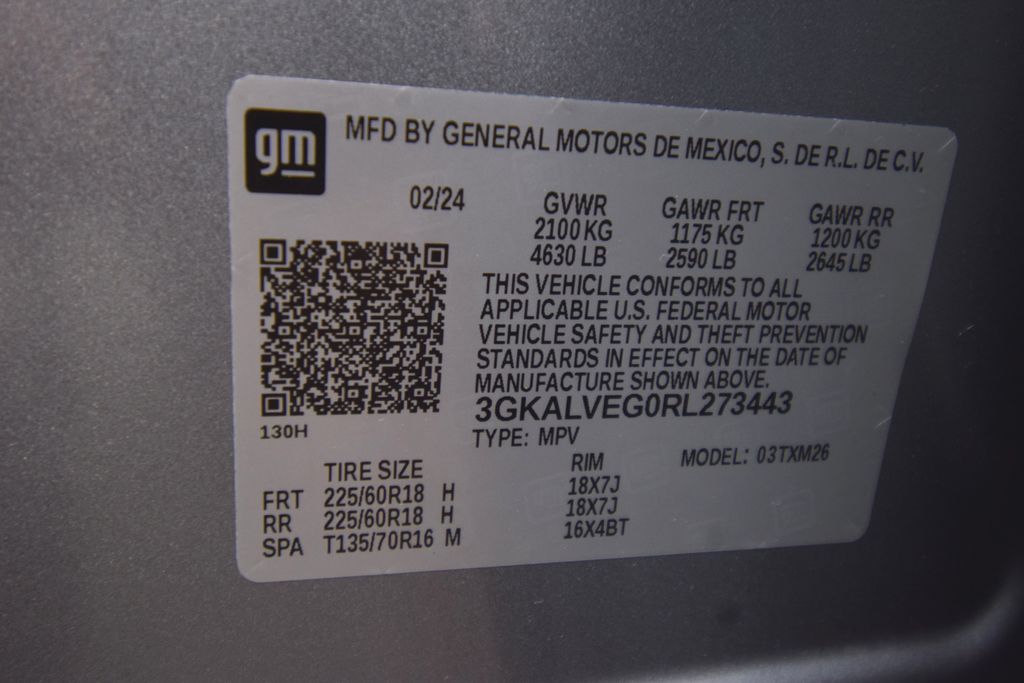 gm MFD BY GENERAL MOTORS DE MEXICO, S. DE R.L. DE C.V.
02/24 GVWR GAWR FRT GAWR RR
2100 KG 1175 KG 1200 KG
4630 LB 2590 LB 2645 LB
THIS VEHICLE CONFORMS TO ALL
APPLICABLE U.S. FEDERAL MOTOR
VEHICLE SAFETY AND THEFT PREVENTION
STANDARDS IN EFFECT ON THE DATE OF
MANUFACTURE SHOWN ABOVE.
3GKALVEG0RL273443
130H
TYPE: MPV
MODEL: 03TXM26
TIRE SIZE RIM
FRT 225/60R18 H 18X7J
RR 225/60R18 H 18X7J
SPA T135/70R16 M 16X4BT